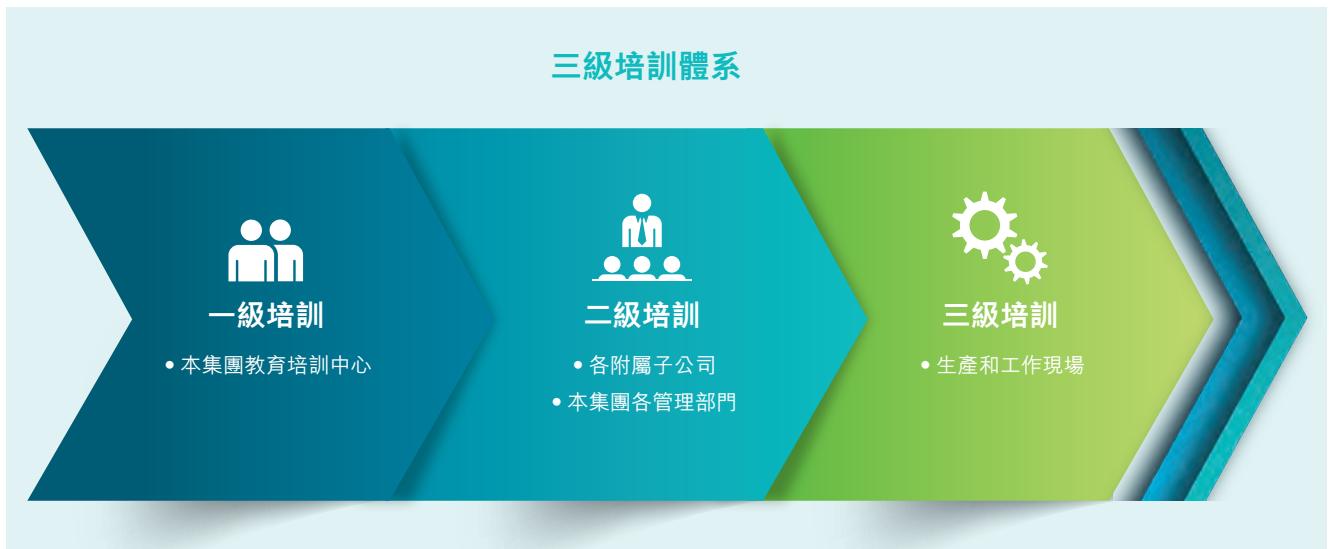 三級培訓體系
一級培訓
• 本集團教育培訓中心
二級培訓
• 各附屬子公司
• 本集團各管理部門
三級培訓
• 生產和工作現場